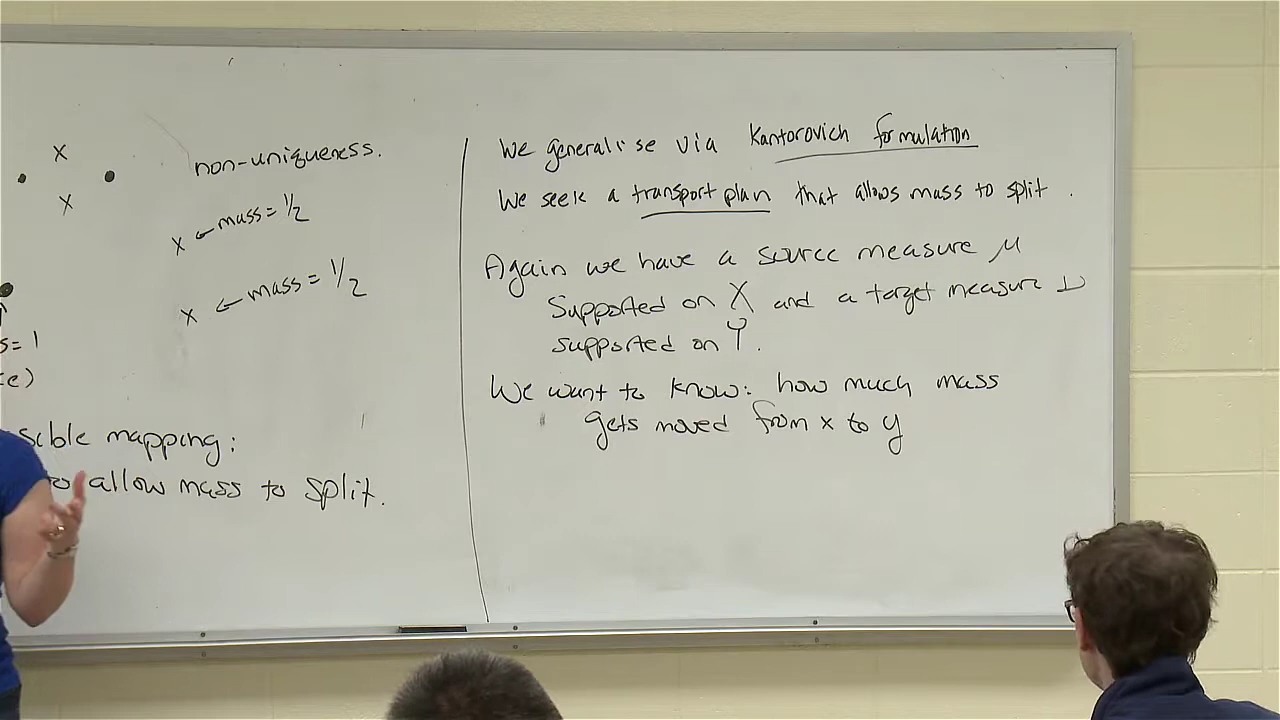 x
x
non-uniqueness.
x ← mass = 1/2
x ← mass = 1/2
s = 1
e)
sible mapping:
to allow mass to split.
We generalise via Kantorovich formulation
We seek a transport plan that allows mass to split.
Again we have a source measure μ
supported on X and a target measure ν
supported on Y.
We want to know: how much mass
gets moved from x to y